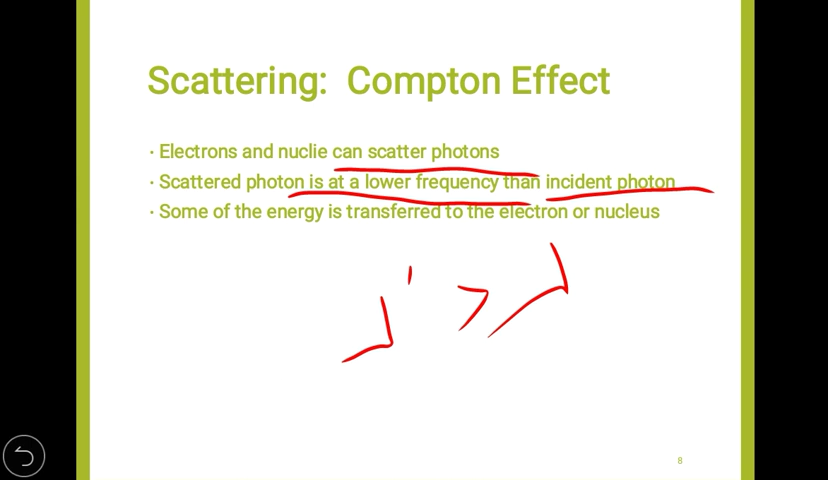 Scattering: Compton Effect
· Electrons and nuclie can scatter photons
· Scattered photon is at a lower frequency than incident photon
· Some of the energy is transferred to the electron or nucleus
λ' > λ
8